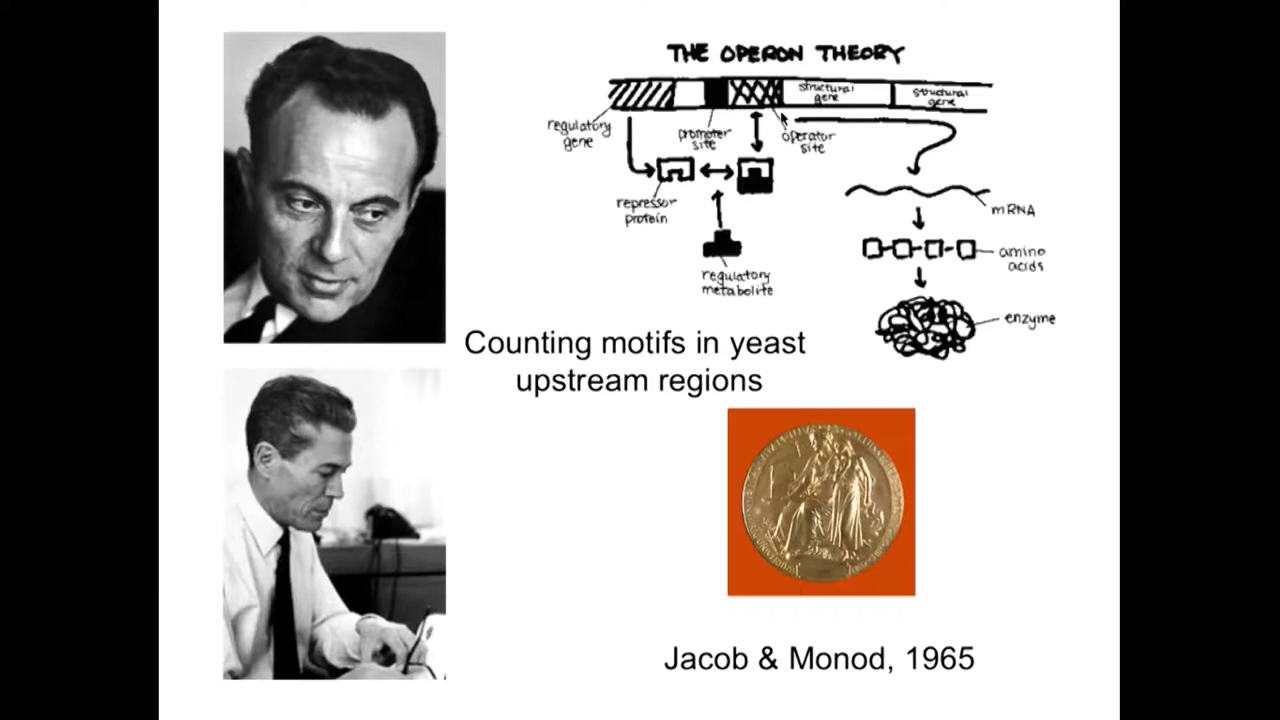 THE OPERON THEORY
structural
gene
structural
gene
regulatory
gene
promoter
site
operator
site
repressor
protein
mRNA
amino
acids
regulatory
metabolite
enzyme
Counting motifs in yeast
upstream regions
Jacob & Monod, 1965